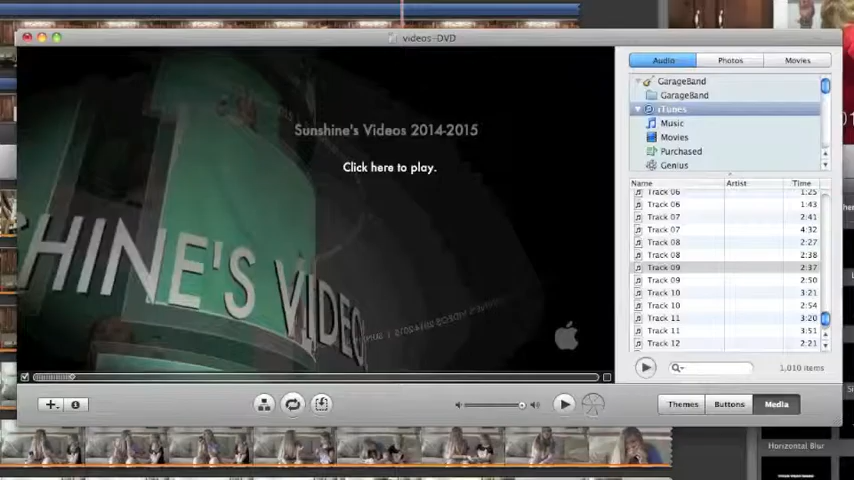 videos-DVD
Sunshine's Videos 2014-2015
Click here to play.
HINE'S VIDEO
Audio
Photos
Movies
GarageBand
GarageBand
iTunes
Music
Movies
Purchased
Genius
Name Artist Time
Track 06 1:25
Track 06 1:43
Track 07 2:41
Track 07 4:32
Track 08 2:27
Track 08 2:38
Track 09 2:37
Track 09 2:50
Track 10 3:21
Track 10 2:54
Track 11 3:20
Track 11 3:51
Track 12 2:21
1,010 items
Themes
Buttons
Media
Horizontal Blur